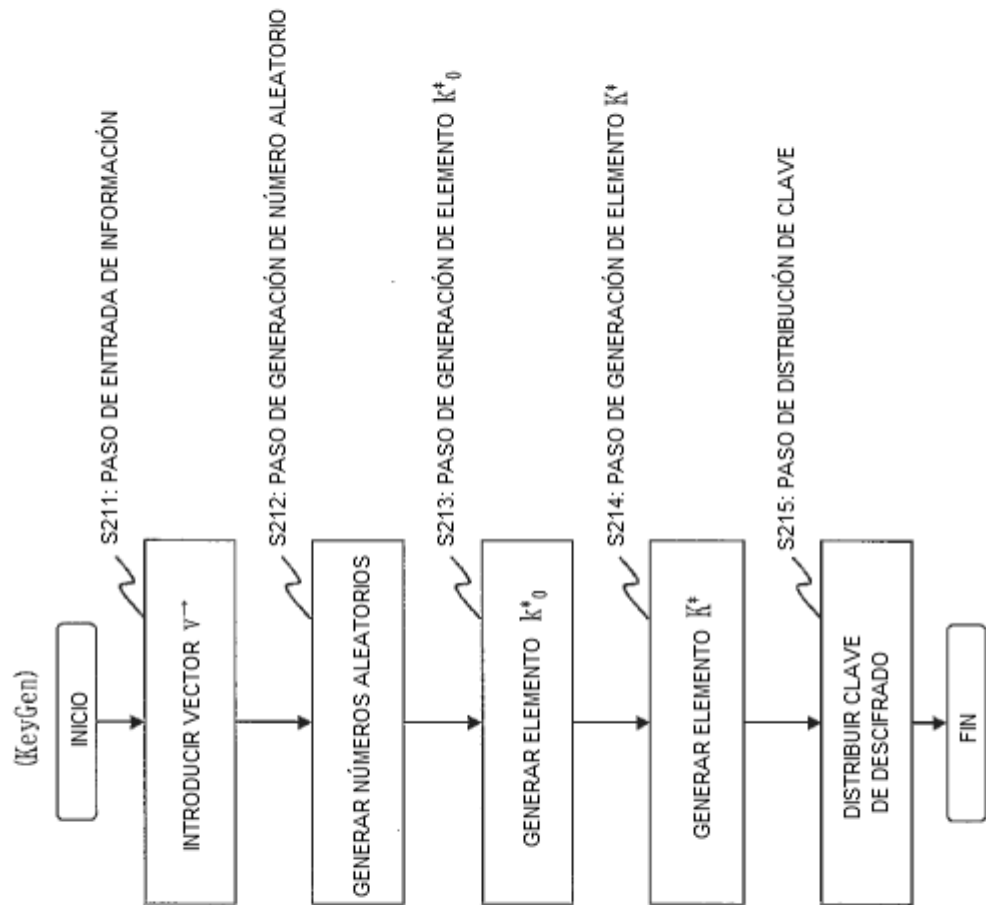 (KeyGen)
INICIO
S211: PASO DE ENTRADA DE INFORMACIÓN
INTRODUCIR VECTOR v→
S212: PASO DE GENERACIÓN DE NÚMERO ALEATORIO
GENERAR NÚMEROS ALEATORIOS
S213: PASO DE GENERACIÓN DE ELEMENTO k*₀
GENERAR ELEMENTO k*₀
S214: PASO DE GENERACIÓN DE ELEMENTO K*
GENERAR ELEMENTO K*
S215: PASO DE DISTRIBUCIÓN DE CLAVE
DISTRIBUIR CLAVE
DE DESCIFRADO
FIN